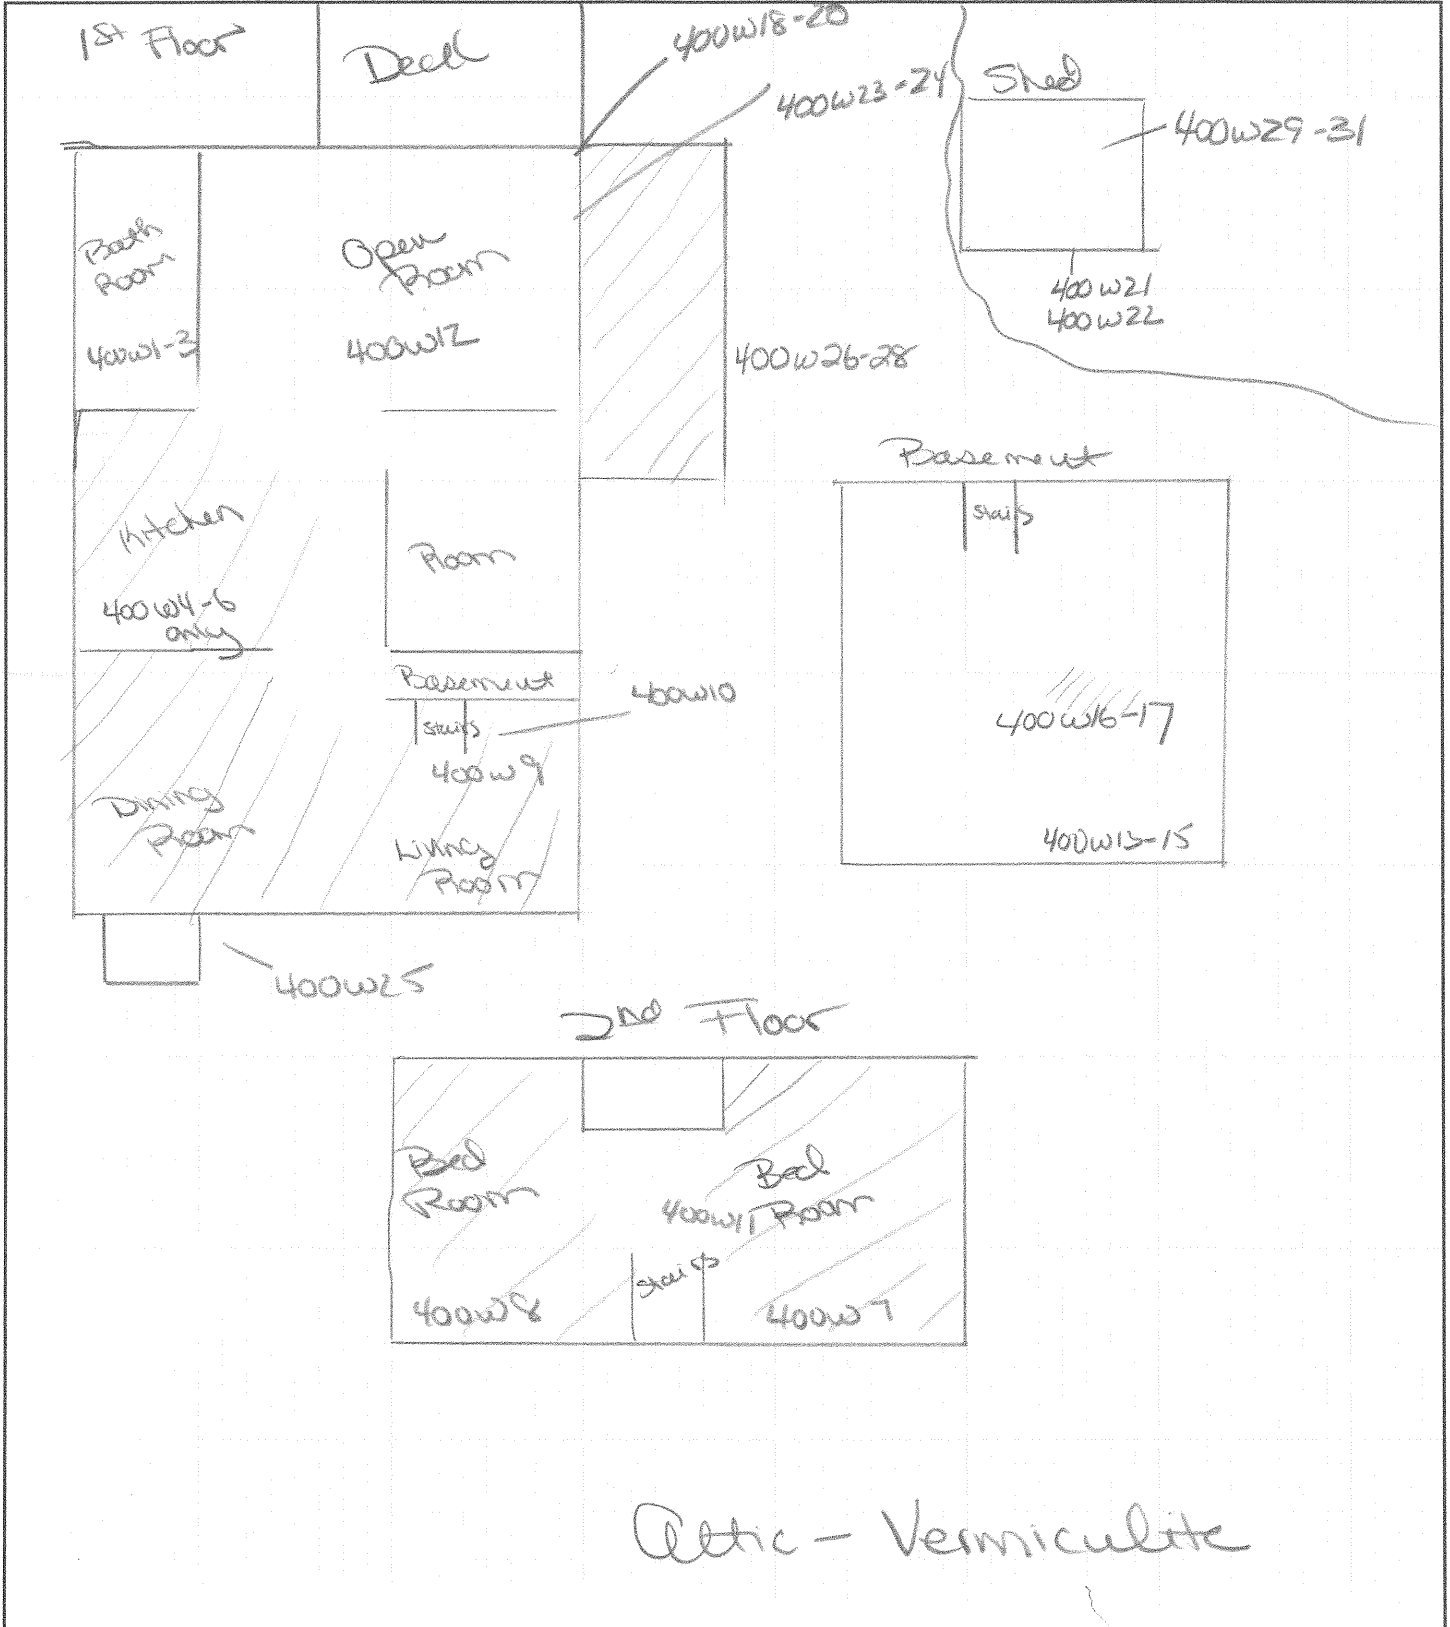 1st Floor
Deck
400W18-20
400W23-24
Shed
400W29-31
400W21
400W22
Bath
Room
400W1-3
Open
Room
400W12
400W26-28
Kitchen
400W4-6
only
Room
Basement
Stairs
400W9
400W10
Dining
Room
Living
Room
400W25
Basement
Stairs
400W16-17
400W13-15
2nd Floor
Bed
Room
400W8
Bed
Room
400W11
Stairs
400W7
Attic - Vermiculite